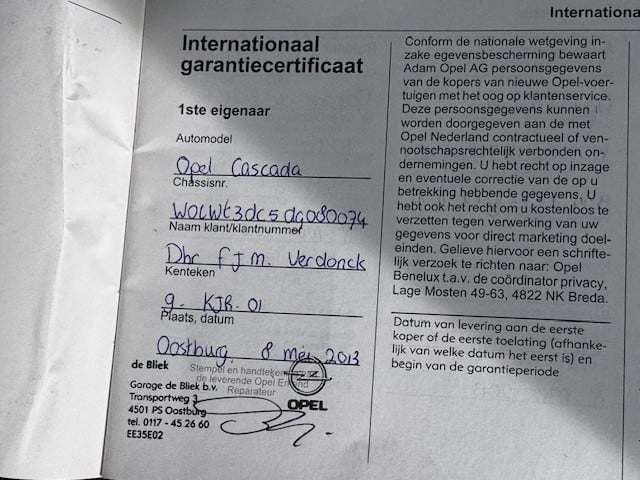 Internationa
Internationaal
garantiecertificaat
1ste eigenaar
Automodel
Opel Cascada
Chassisnr.
WOLWt3dc5dg080074
Naam klant/klantnummer
Dhr f.j.m. Verdonck
Kenteken
9-KJR-01
Plaats, datum
Oostburg, 8 mei 2013
de Bliek
Stempel en handteken
de leverende Opel Erkend
Reparateur
Garage de Bliek b.v.
Transportweg 3
4501 PS Oostburg
tel. 0117 - 45 26 60
EE35E02
OPEL
Conform de nationale wetgeving in-
zake egevensbescherming bewaart
Adam Opel AG persoonsgegevens
van de kopers van nieuwe Opel-voer-
tuigen met het oog op klantenservice.
Deze persoonsgegevens kunnen
worden doorgegeven aan de met
Opel Nederland contractueel of ven-
nootschapsrechtelijk verbonden on-
dernemingen. U hebt recht op inzage
en eventuele correctie van de op u
betrekking hebbende gegevens. U
hebt ook het recht om u kosteloos te
verzetten tegen verwerking van uw
gegevens voor direct marketing doel-
einden. Gelieve hiervoor een schrifte-
lijk verzoek te richten naar: Opel
Benelux t.a.v. de coördinator privacy,
Lage Mosten 49-63, 4822 NK Breda.
Datum van levering aan de eerste
koper of de eerste toelating (afhanke-
lijk van welke datum het eerst is) en
begin van de garantieperiode